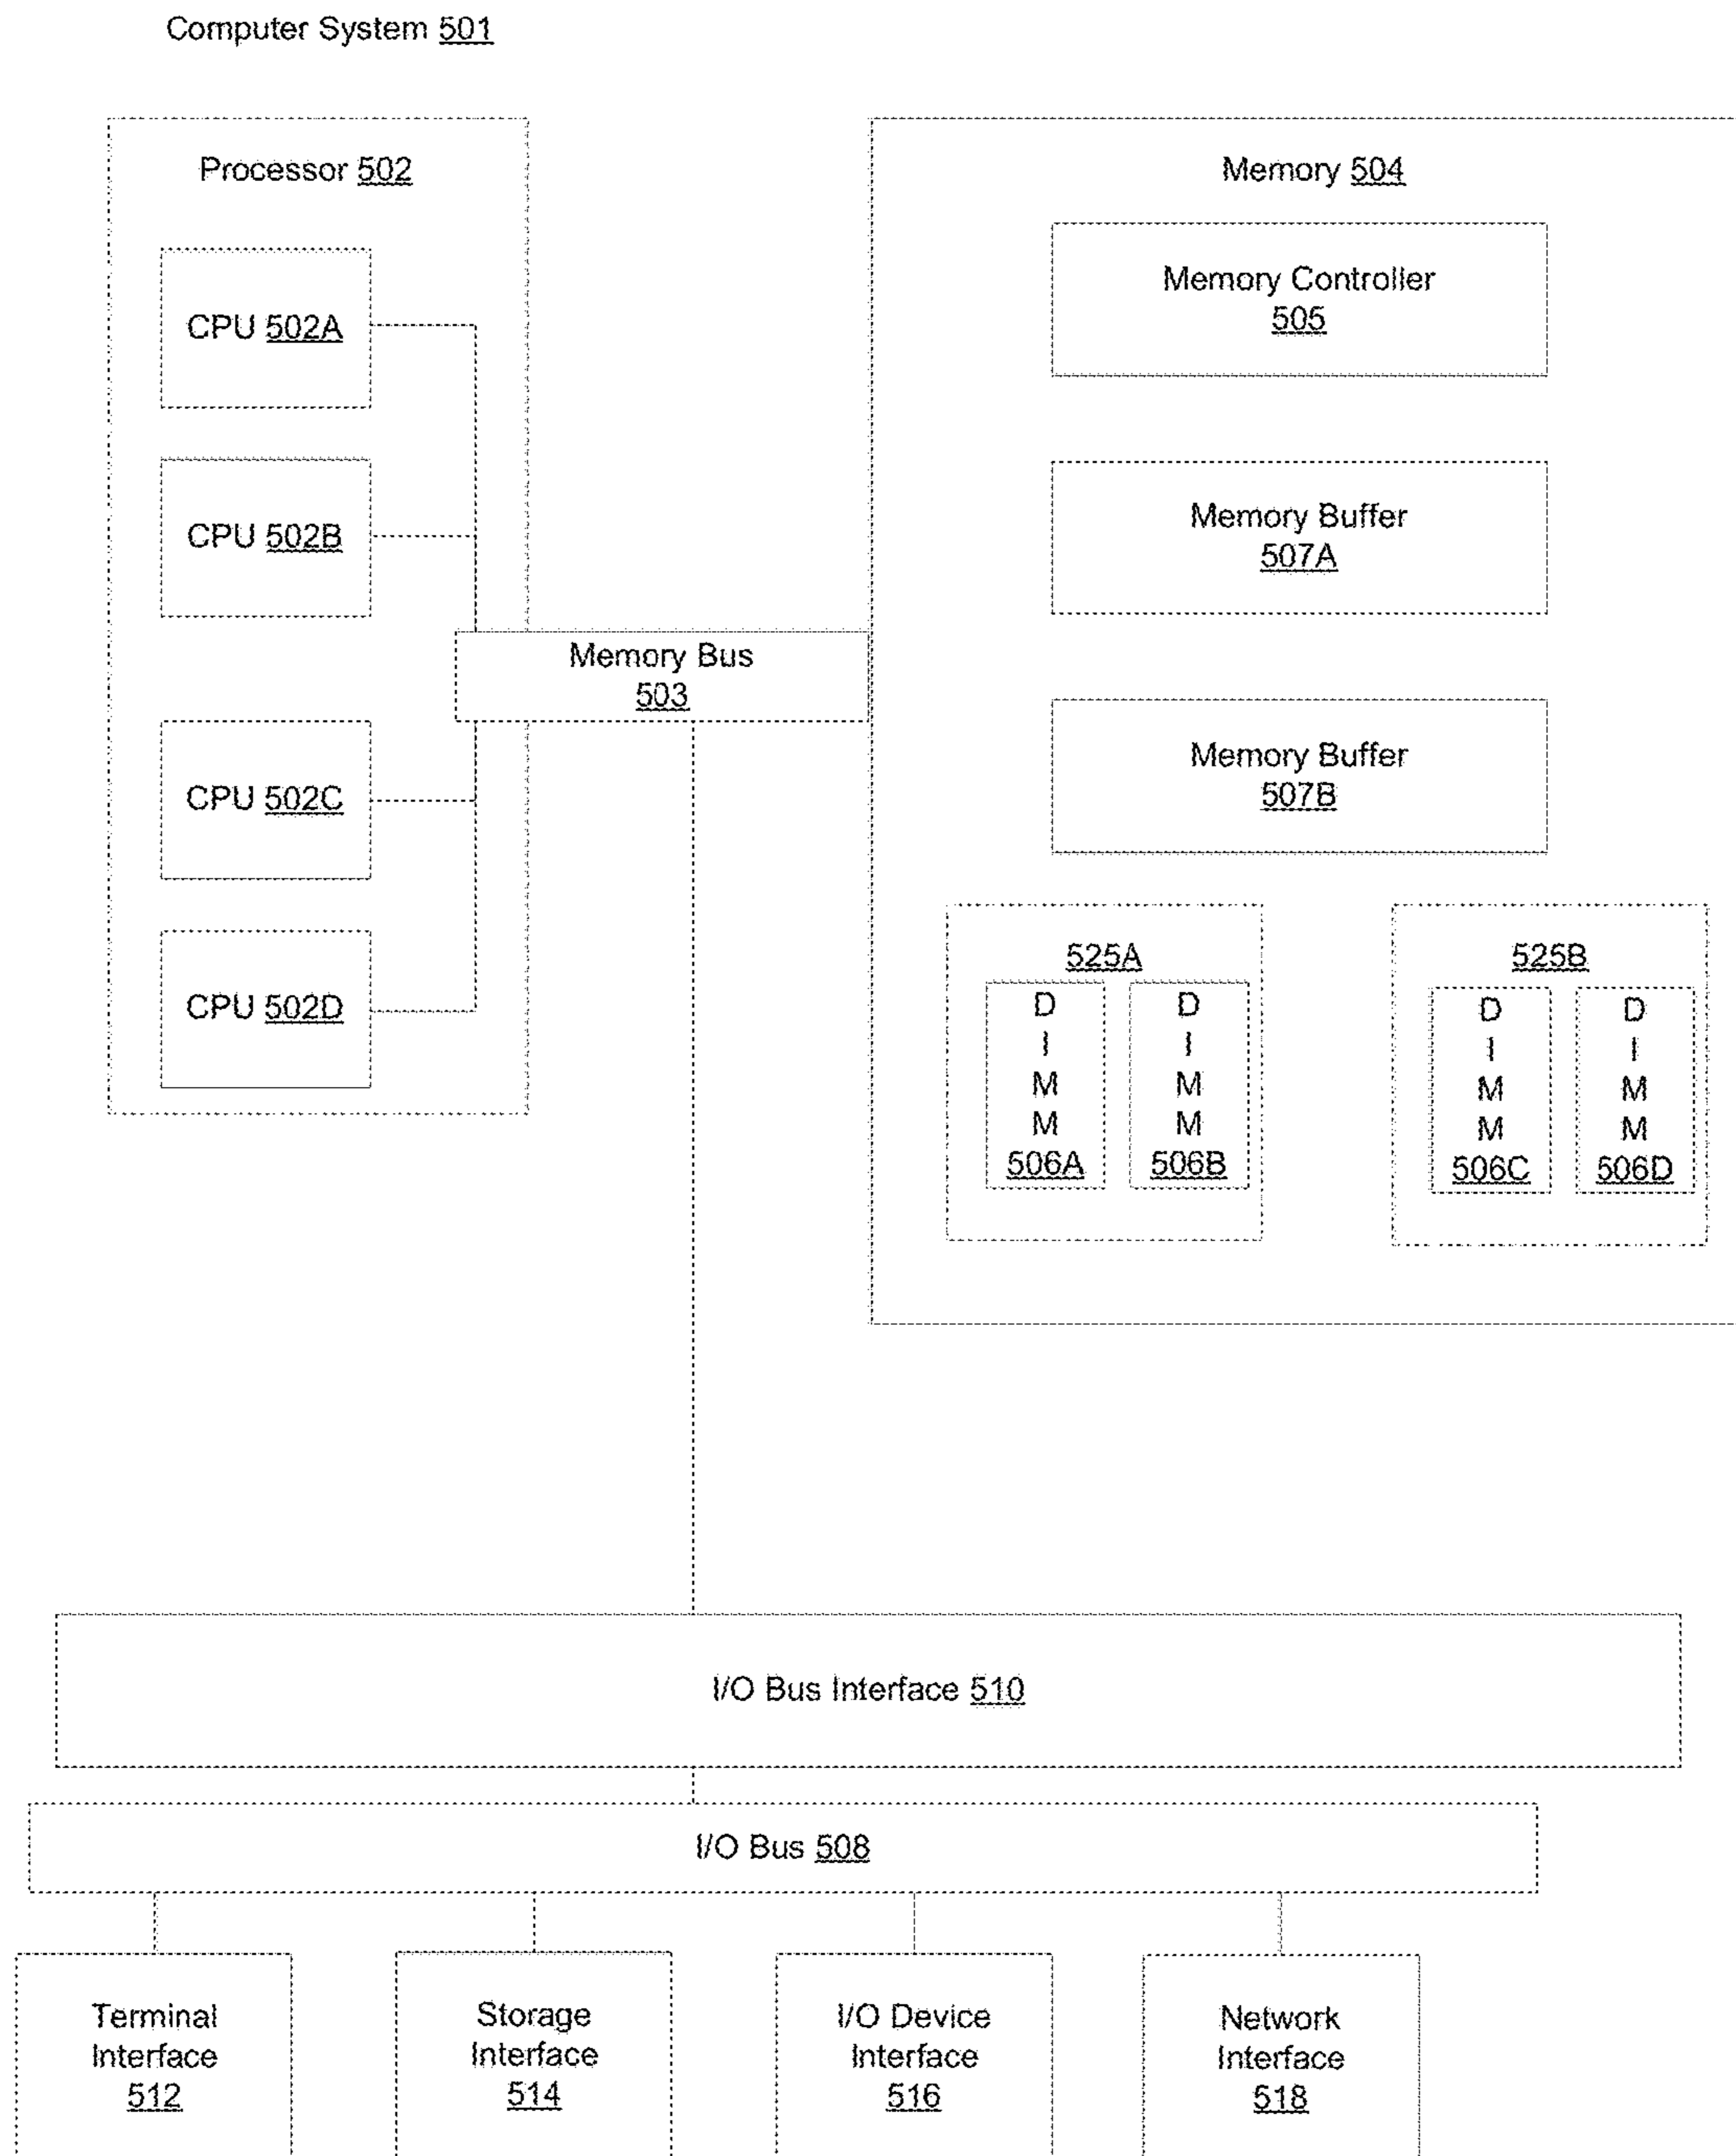 Computer System 501
Processor 502
CPU 502A
CPU 502B
CPU 502C
CPU 502D
Memory Bus
503
Memory 504
Memory Controller
505
Memory Buffer
507A
Memory Buffer
507B
525A
D
I
M
M
506A
D
I
M
M
506B
525B
D
I
M
M
506C
D
I
M
M
506D
I/O Bus Interface 510
I/O Bus 508
Terminal
Interface
512
Storage
Interface
514
I/O Device
Interface
516
Network
Interface
518